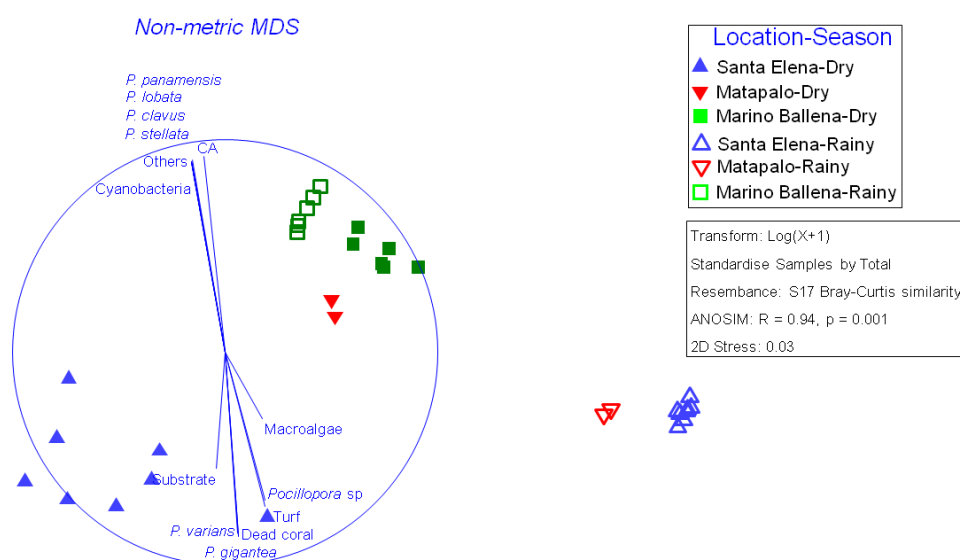 Non-metric MDS
P. panamensis
P. lobata
P. clavus
P. stellata
CA
Others
Cyanobacteria
Macroalgae
Substrate
Pocillopora sp
Turf
P. varians
Dead coral
P. gigantea
Location-Season
Santa Elena-Dry
Matapalo-Dry
Marino Ballena-Dry
Santa Elena-Rainy
Matapalo-Rainy
Marino Ballena-Rainy
Transform: Log(X+1)
Standardise Samples by Total
Resembance: S17 Bray-Curtis similarity
ANOSIM: R = 0.94, p = 0.001
2D Stress: 0.03